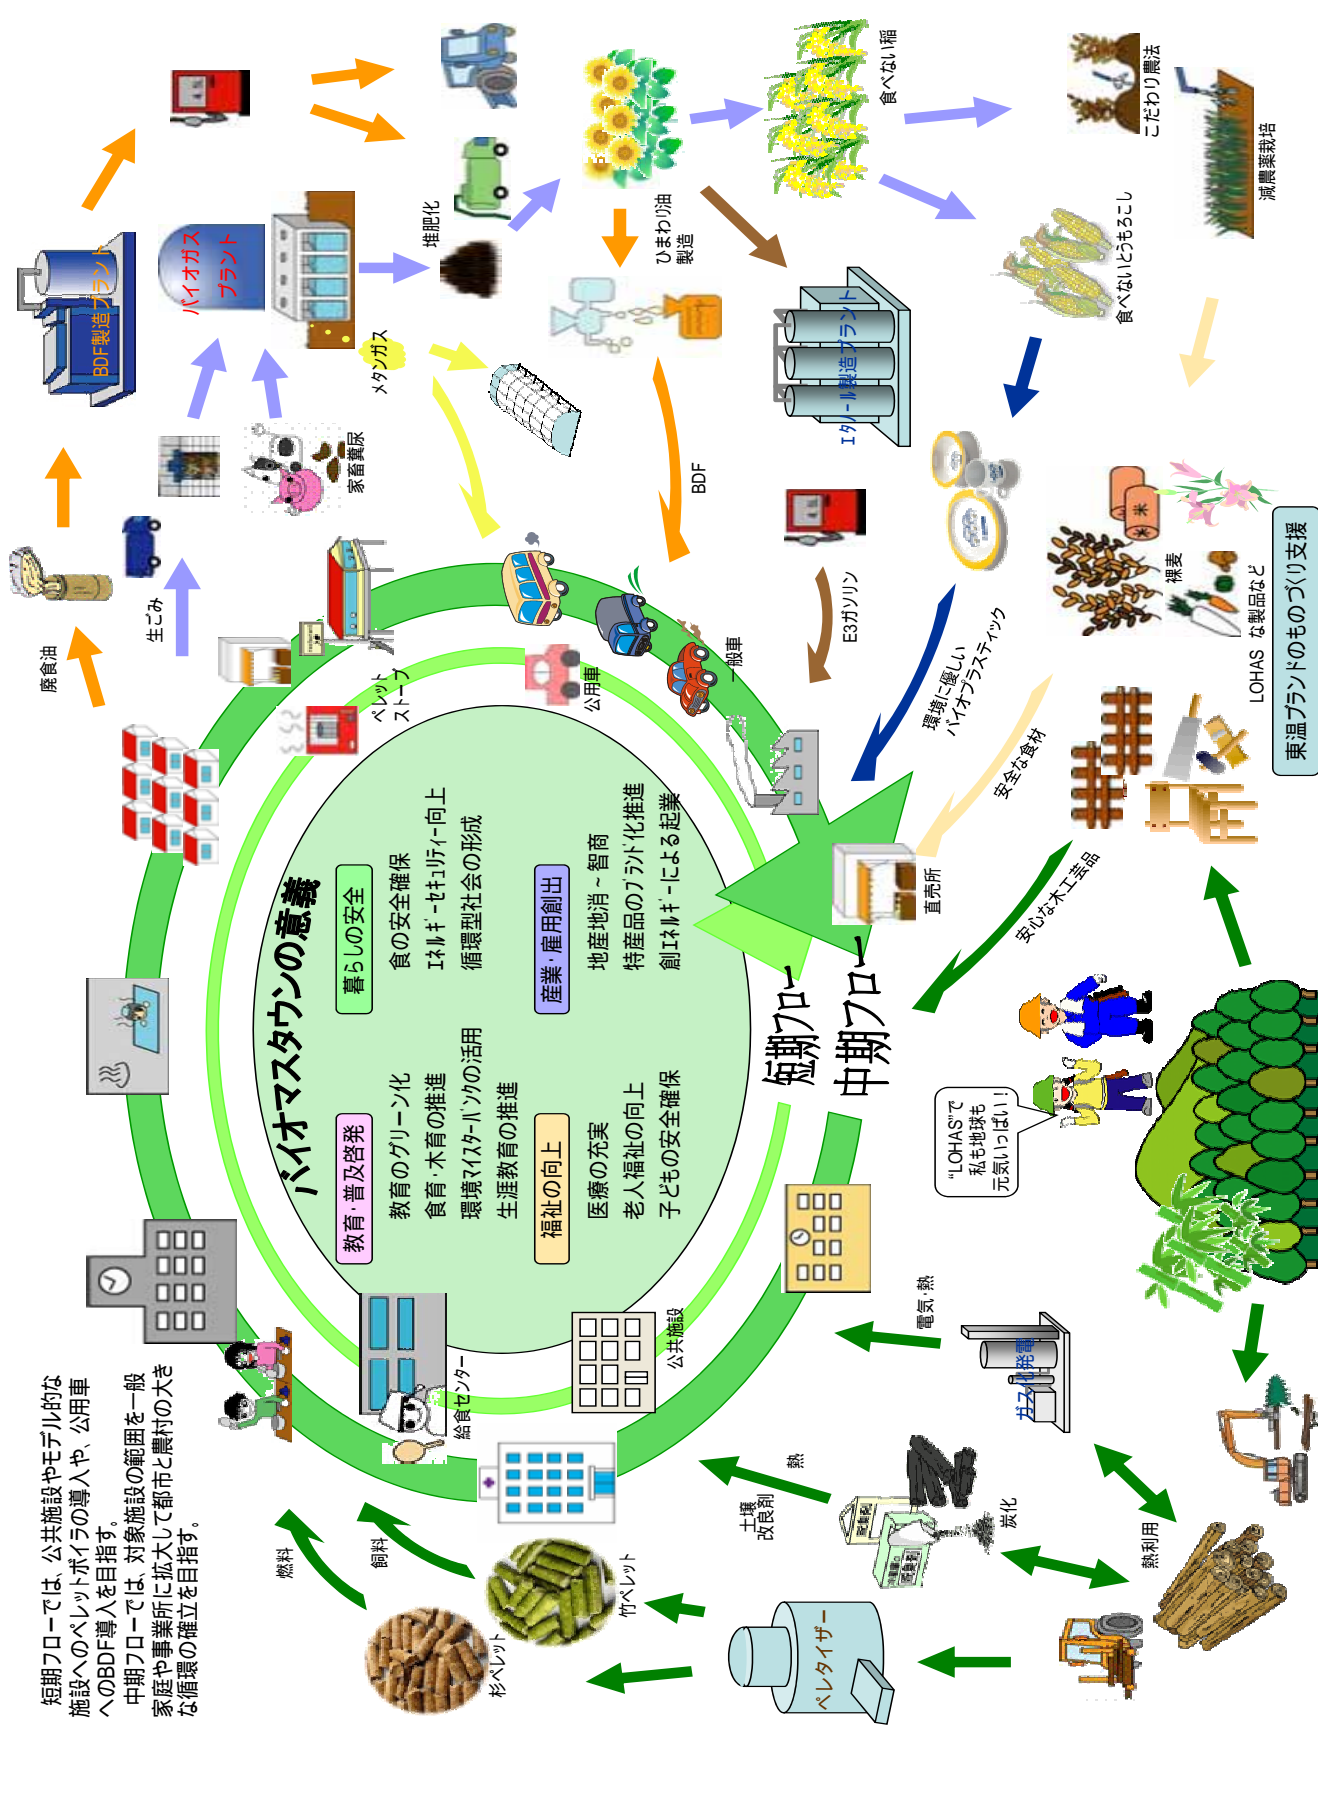 短期フローでは、公共施設やモデル的な
施設へのペレットボイラの導入や、公用車
へのBDF導入を目指す。
中期フローでは、対象施設の範囲を一般
家庭や事業所に拡大して都市と農村の大き
な循環の確立を目指す。
廃食油
生ごみ
BDF製造プラント
バイオガス
プラント
家畜糞尿
メタンガス
堆肥化
ペレット
ストーブ
バイオマスタウンの意義
教育・普及啓発
教育のグリーン化
食育・木育の推進
環境マイスターバンクの活用
生涯教育の推進
暮らしの安全
食の安全確保
エネルギーセキュリティー向上
循環型社会の形成
福祉の向上
医療の充実
老人福祉の向上
子どもの安全確保
産業・雇用創出
地産地消~智商
特産品のブランド化推進
創エネルギーによる起業
燃料
飼料
給食センター
杉ペレット
竹ペレット
公共施設
公用車
一般車
BDF
ひまわり油
製造
食べない稲
土壌
改良剤
熱
短期フロー
中期フロー
ペレタイザー
E3ガソリン
エタノール製造プラント
電気・熱
直売所
環境に優しい
バイオプラスティック
炭化
ガス化発電
"LOHAS"で
私も地球も
元気いっぱい!
安全な食材
安心な木工芸品
食べないとうもろこし
こだわり農法
熱利用
米
米
裸麦
減農薬栽培
LOHAS な製品など
東温ブランドのものづくり支援